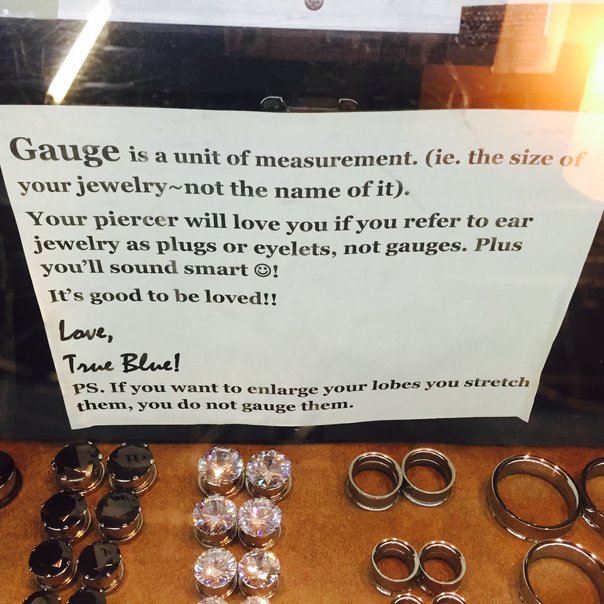 Gauge is a unit of measurement. (ie. the size of
your jewelry~not the name of it).
Your piercer will love you if you refer to ear
jewelry as plugs or eyelets, not gauges. Plus
you'll sound smart ☺!
It's good to be loved!!
Love,
True Blue!
PS. If you want to enlarge your lobes you stretch
them, you do not gauge them.